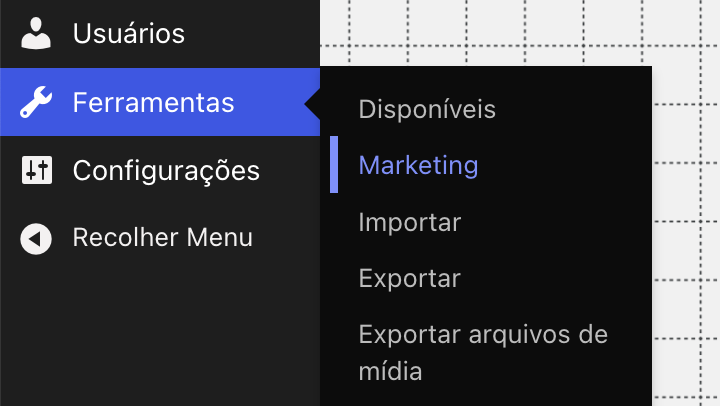 Usuários
Ferramentas
Configurações
Recolher Menu
Disponíveis
Marketing
Importar
Exportar
Exportar arquivos de
mídia